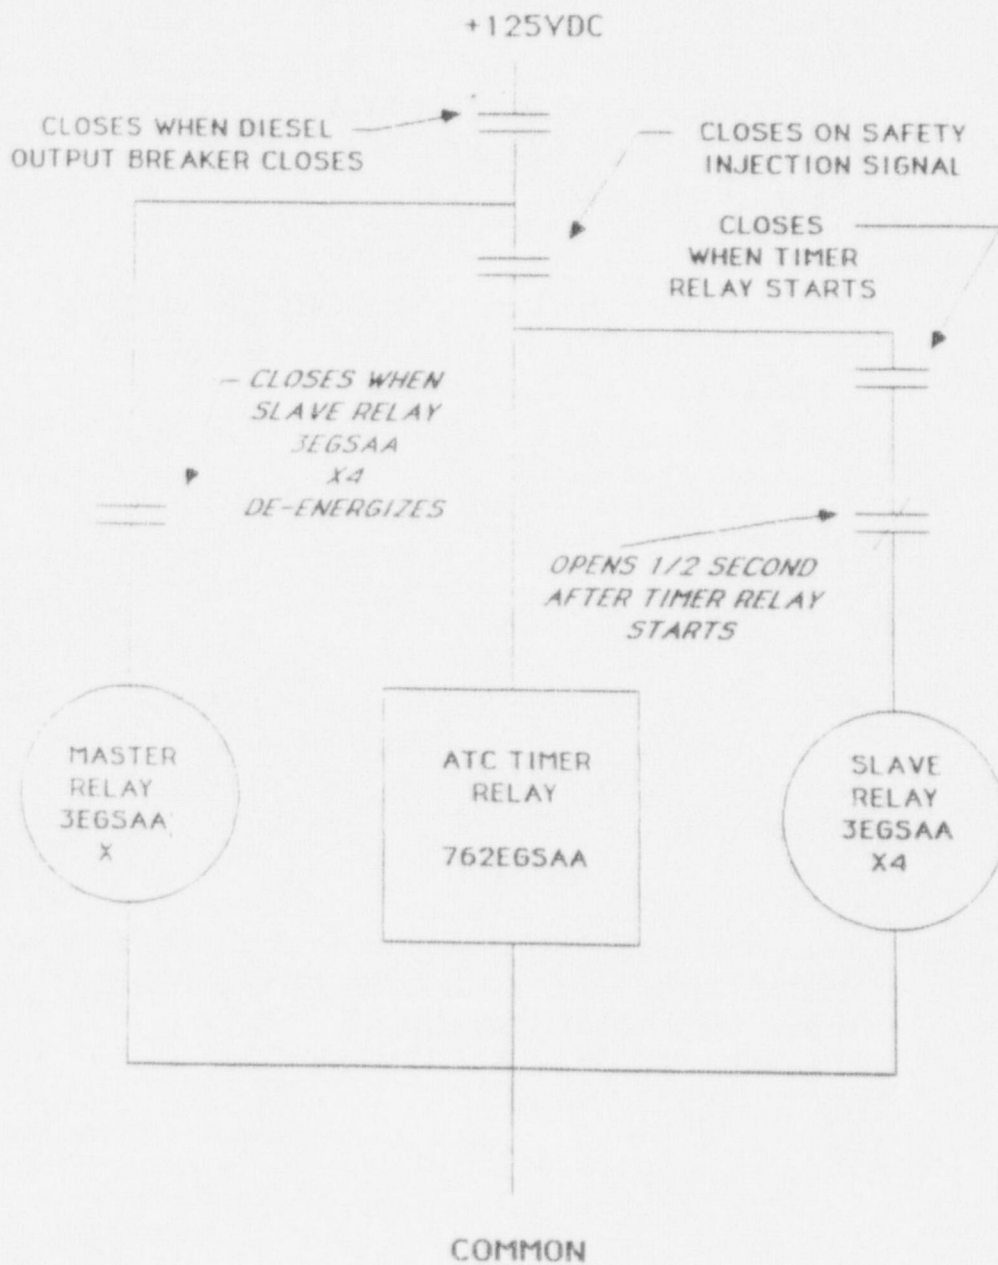 +125VDC
CLOSES WHEN DIESEL
OUTPUT BREAKER CLOSES
CLOSES ON SAFETY
INJECTION SIGNAL
CLOSES
WHEN TIMER
RELAY STARTS
CLOSES WHEN
SLAVE RELAY
3EGSAA
X4
DE-ENERGIZES
OPENS 1/2 SECOND
AFTER TIMER RELAY
STARTS
MASTER
RELAY
3EGSAA
X
ATC TIMER
RELAY
762EGSAA
SLAVE
RELAY
3EGSAA
X4
COMMON